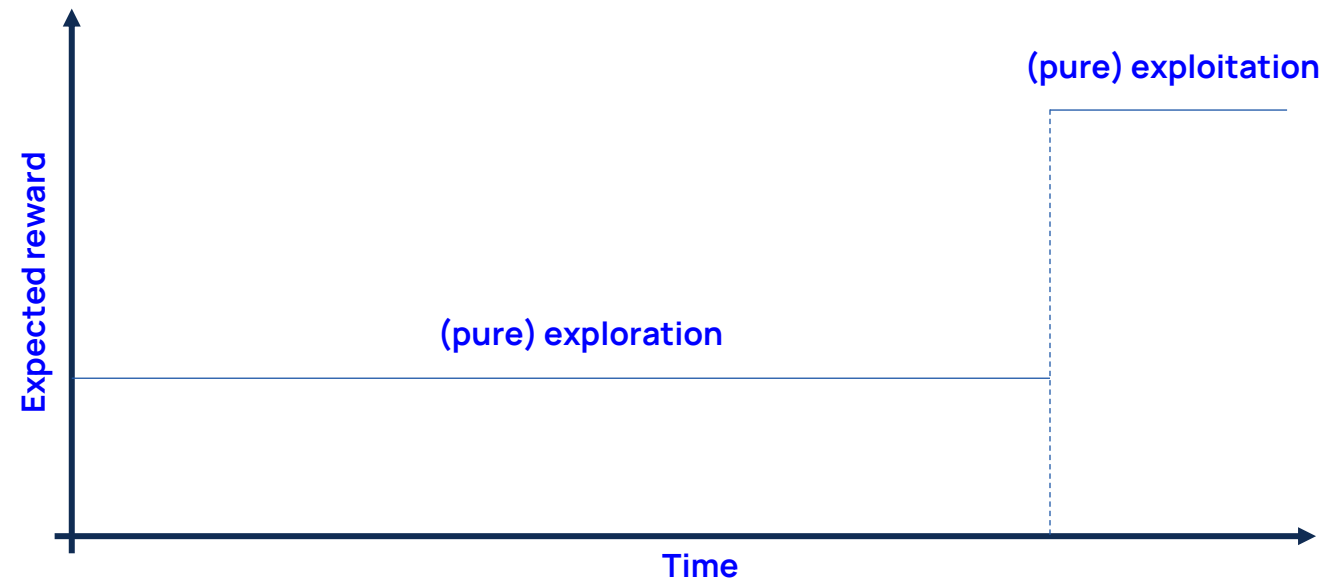 (pure) exploitation
Expected reward
(pure) exploration
Time